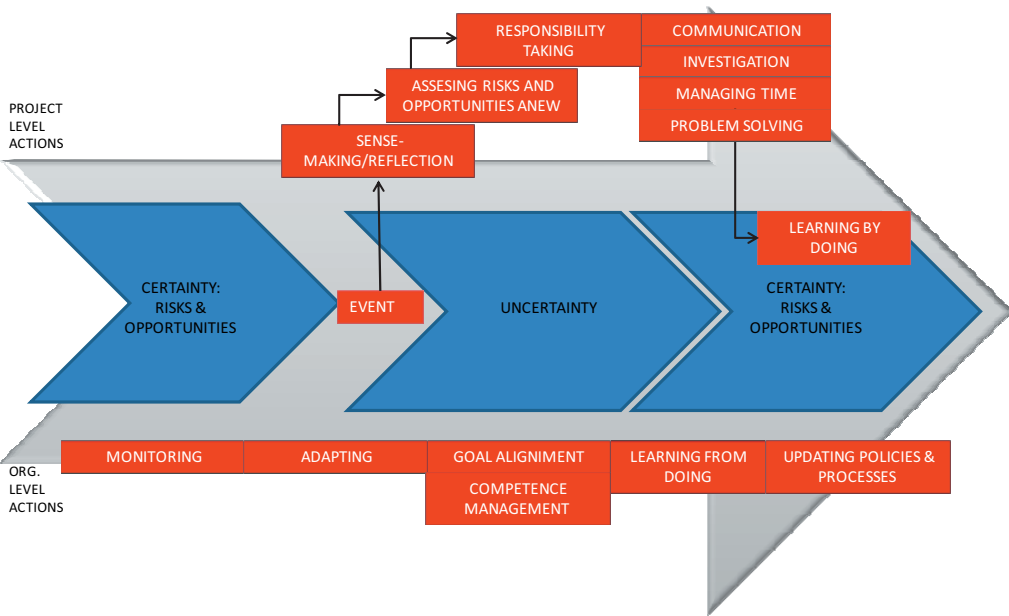 RESPONSIBILITY
TAKING
COMMUNICATION
INVESTIGATION
MANAGING TIME
PROBLEM SOLVING
ASSESING RISKS AND
OPPORTUNITIES ANEW
PROJECT
LEVEL
ACTIONS
SENSE-
MAKING/REFLECTION
LEARNING BY
DOING
CERTAINTY:
RISKS &
OPPORTUNITIES
EVENT
UNCERTAINTY
CERTAINTY:
RISKS &
OPPORTUNITIES
ORG.
LEVEL
ACTIONS
MONITORING
ADAPTING
GOAL ALIGNIMENT
COMPETENCE
MANAGEMENT
LEARNING FROM
DOING
UPDATING POLICIES &
PROCESSES